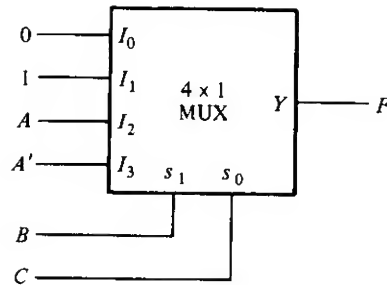 0 I₀
1 I₁
4 × 1
MUX
Y F
A I₂
A′ I₃
s₁ s₀
B
C